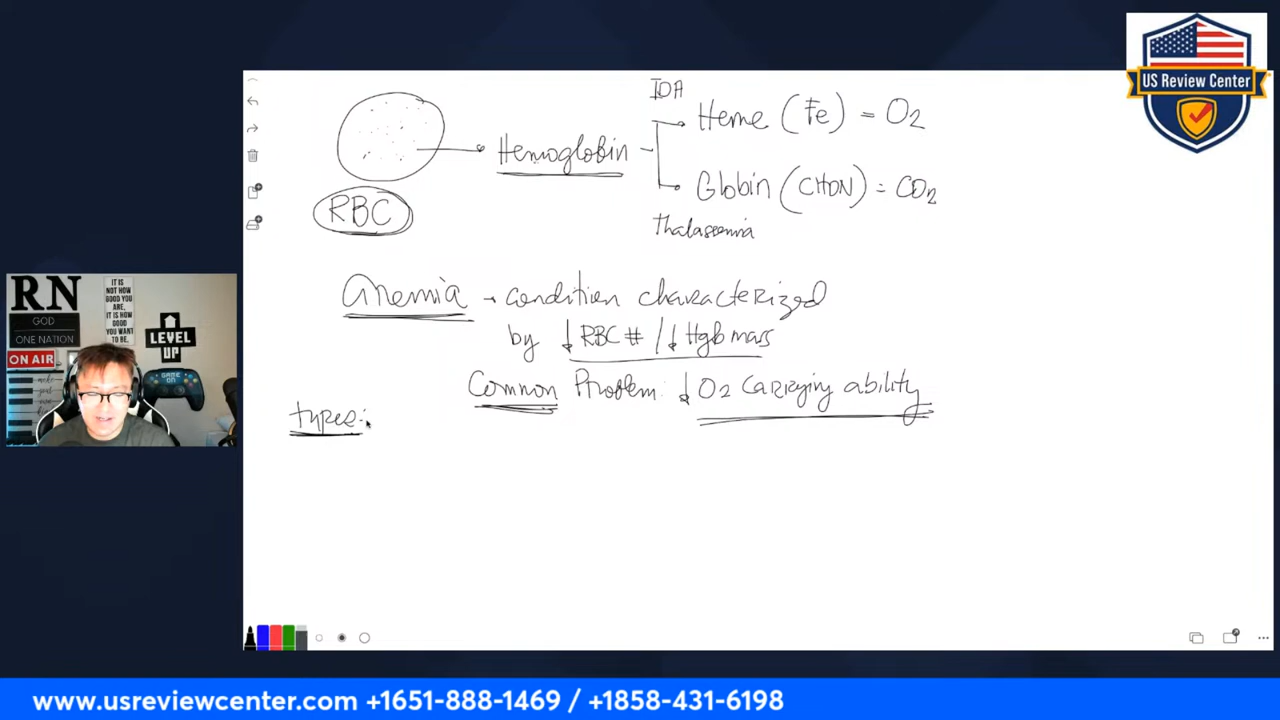 US Review Center
IDA
Heme (Fe) = O2
Hemoglobin
Globin (CHON) = CO2
RBC
Thalassemia
Anemia → condition characterized
by ↓ RBC # / ↓ Hgb mass
Common Problem: ↓ O2 carrying ability
types:
RN
GOD
ONE NATION
ON AIR
IT IS
NOT HOW
GOOD YOU
ARE,
IT IS HOW
GOOD
YOU WANT
TO BE.
LEVEL
UP
GAME
ON
www.usreviewcenter.com +1651-888-1469 / +1858-431-6198